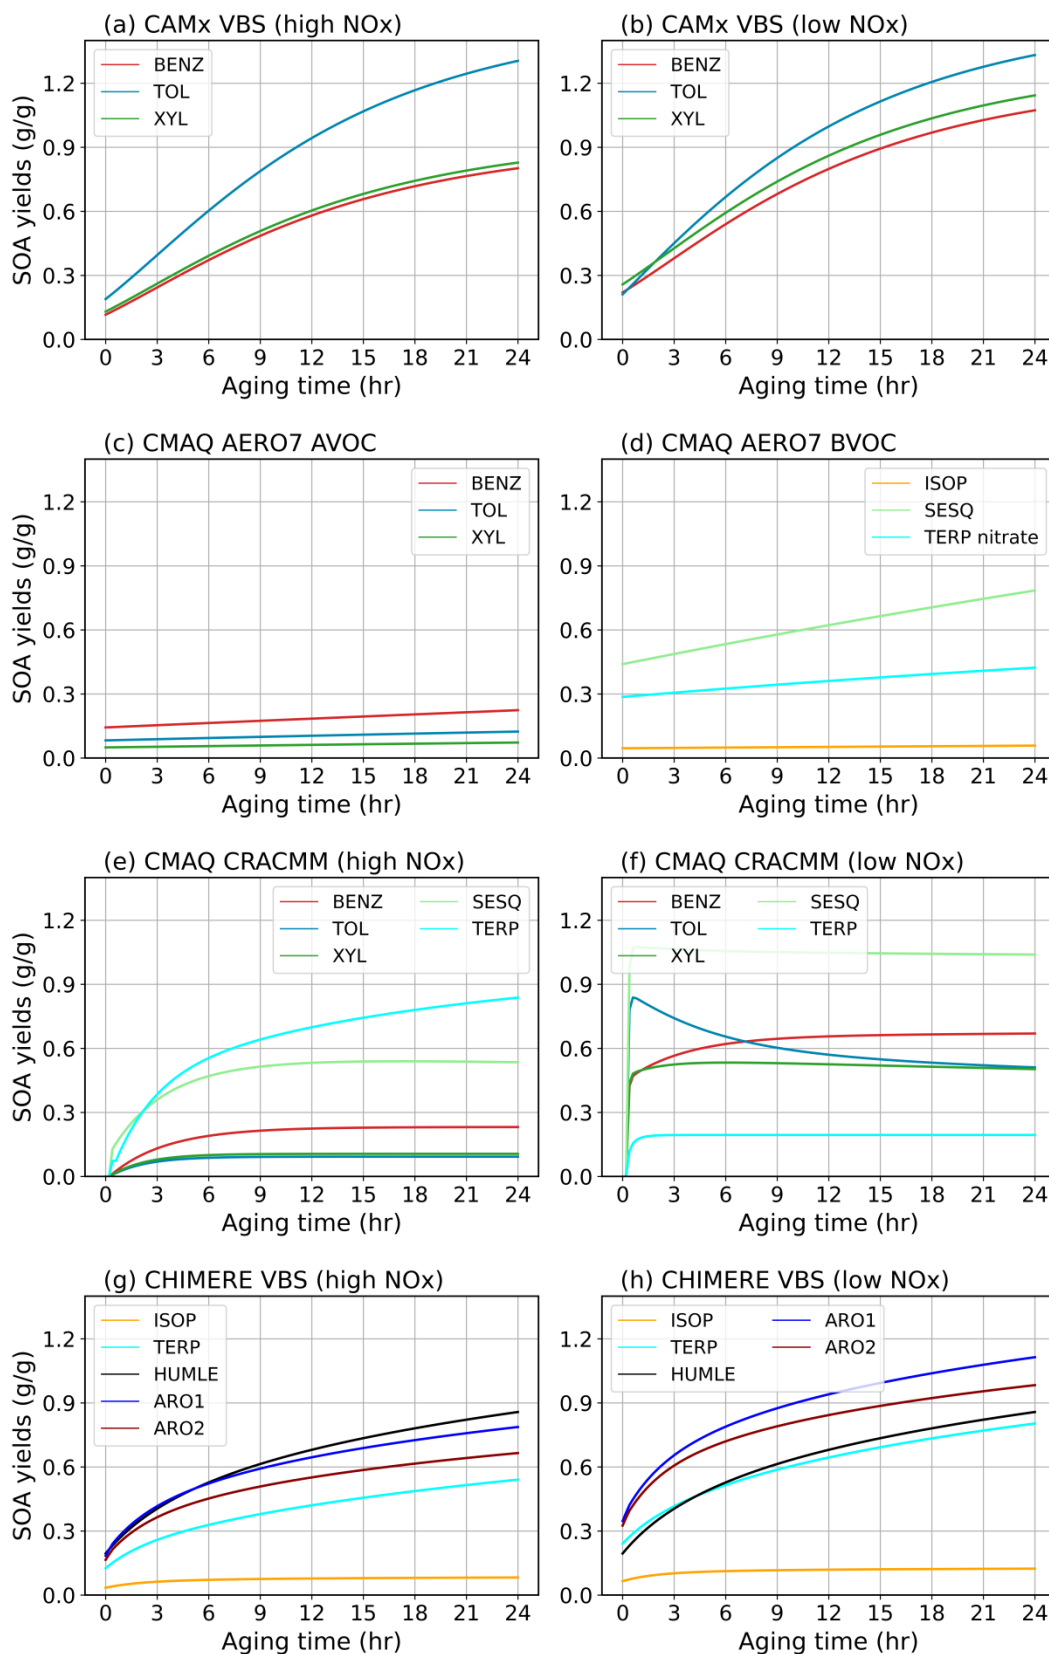 (a) CAMx VBS (high NOx)
SOA yields (g/g)
1.2
0.9
0.6
0.3
0.0
BENZ
TOL
XYL
0 3 6 9 12 15 18 21 24
Aging time (hr)
(b) CAMx VBS (low NOx)
1.2
0.9
0.6
0.3
0.0
BENZ
TOL
XYL
0 3 6 9 12 15 18 21 24
Aging time (hr)
(c) CMAQ AERO7 AVOC
SOA yields (g/g)
1.2
0.9
0.6
0.3
0.0
BENZ
TOL
XYL
0 3 6 9 12 15 18 21 24
Aging time (hr)
(d) CMAQ AERO7 BVOC
1.2
0.9
0.6
0.3
0.0
ISOP
SESQ
TERP nitrate
0 3 6 9 12 15 18 21 24
Aging time (hr)
(e) CMAQ CRACMM (high NOx)
SOA yields (g/g)
1.2
0.9
0.6
0.3
0.0
BENZ
TOL
XYL
SESQ
TERP
0 3 6 9 12 15 18 21 24
Aging time (hr)
(f) CMAQ CRACMM (low NOx)
1.2
0.9
0.6
0.3
0.0
BENZ
TOL
XYL
SESQ
TERP
0 3 6 9 12 15 18 21 24
Aging time (hr)
(g) CHIMERE VBS (high NOx)
SOA yields (g/g)
1.2
0.9
0.6
0.3
0.0
ISOP
TERP
HUMLE
ARO1
ARO2
0 3 6 9 12 15 18 21 24
Aging time (hr)
(h) CHIMERE VBS (low NOx)
1.2
0.9
0.6
0.3
0.0
ISOP
TERP
HUMLE
ARO1
ARO2
0 3 6 9 12 15 18 21 24
Aging time (hr)